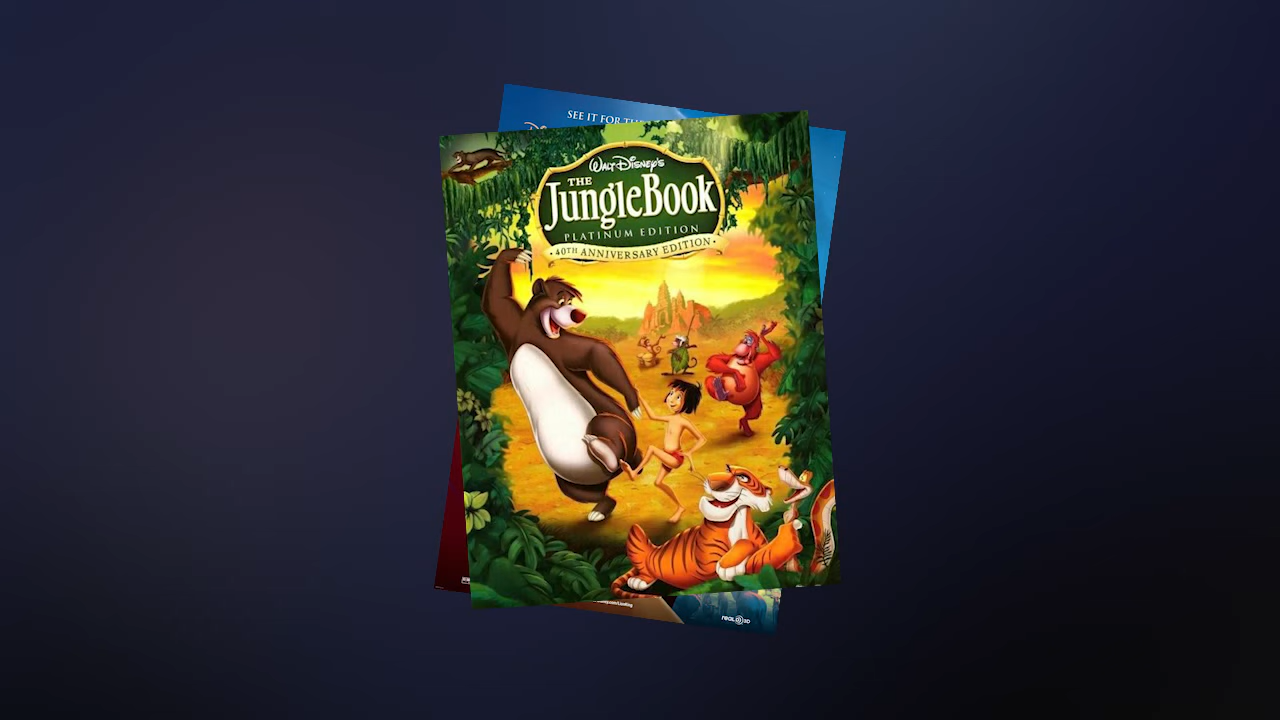 SEE IT FOR
WALT DISNEY'S
THE
JungleBook
PLATINUM EDITION
• 40TH ANNIVERSARY EDITION •
REAL D 3D